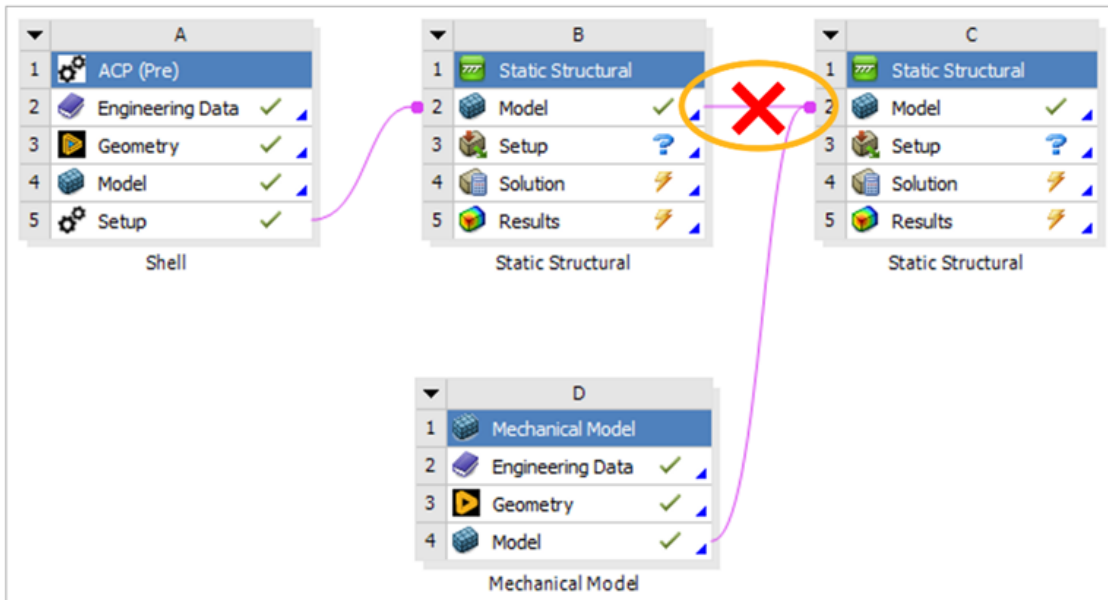 A
1 ACP (Pre)
2 Engineering Data
3 Geometry
4 Model
5 Setup
Shell
B
1 Static Structural
2 Model
3 Setup ?
4 Solution
5 Results
Static Structural
C
1 Static Structural
2 Model
3 Setup ?
4 Solution
5 Results
Static Structural
D
1 Mechanical Model
2 Engineering Data
3 Geometry
4 Model
Mechanical Model